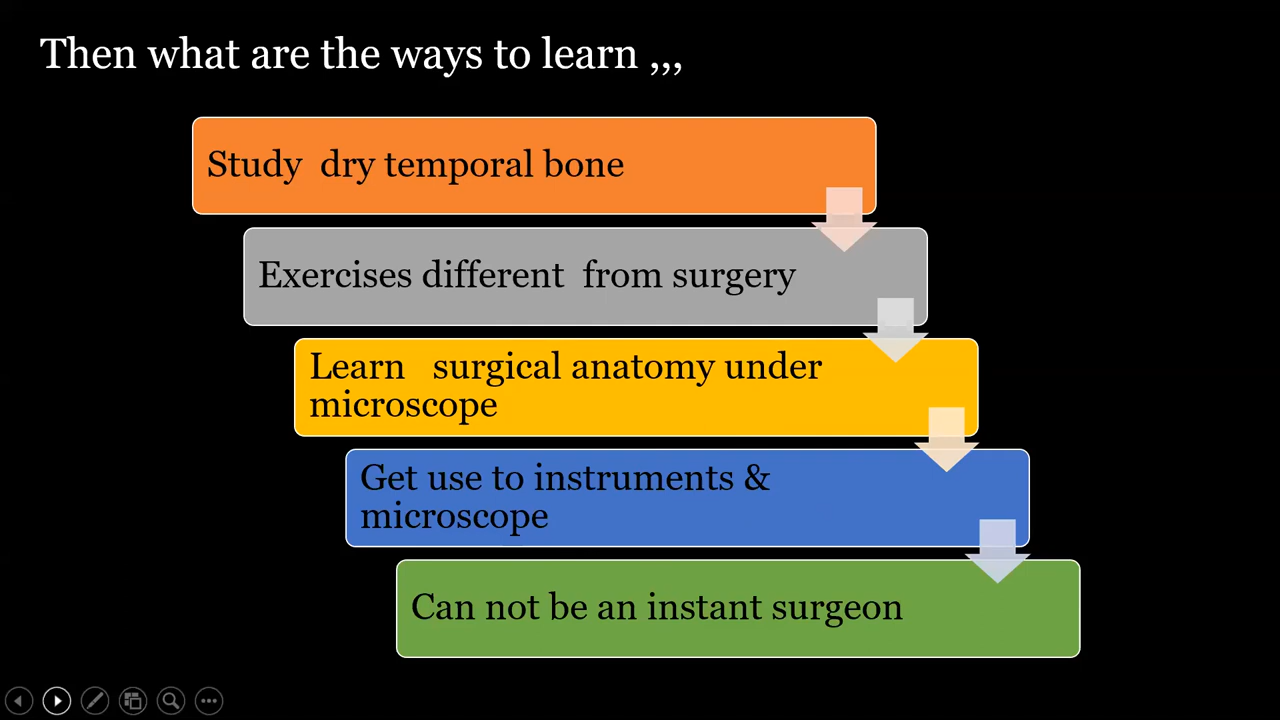 Then what are the ways to learn ,,,
Study  dry temporal bone
Exercises different  from surgery
Learn   surgical anatomy under
microscope
Get use to instruments &
microscope
Can not be an instant surgeon